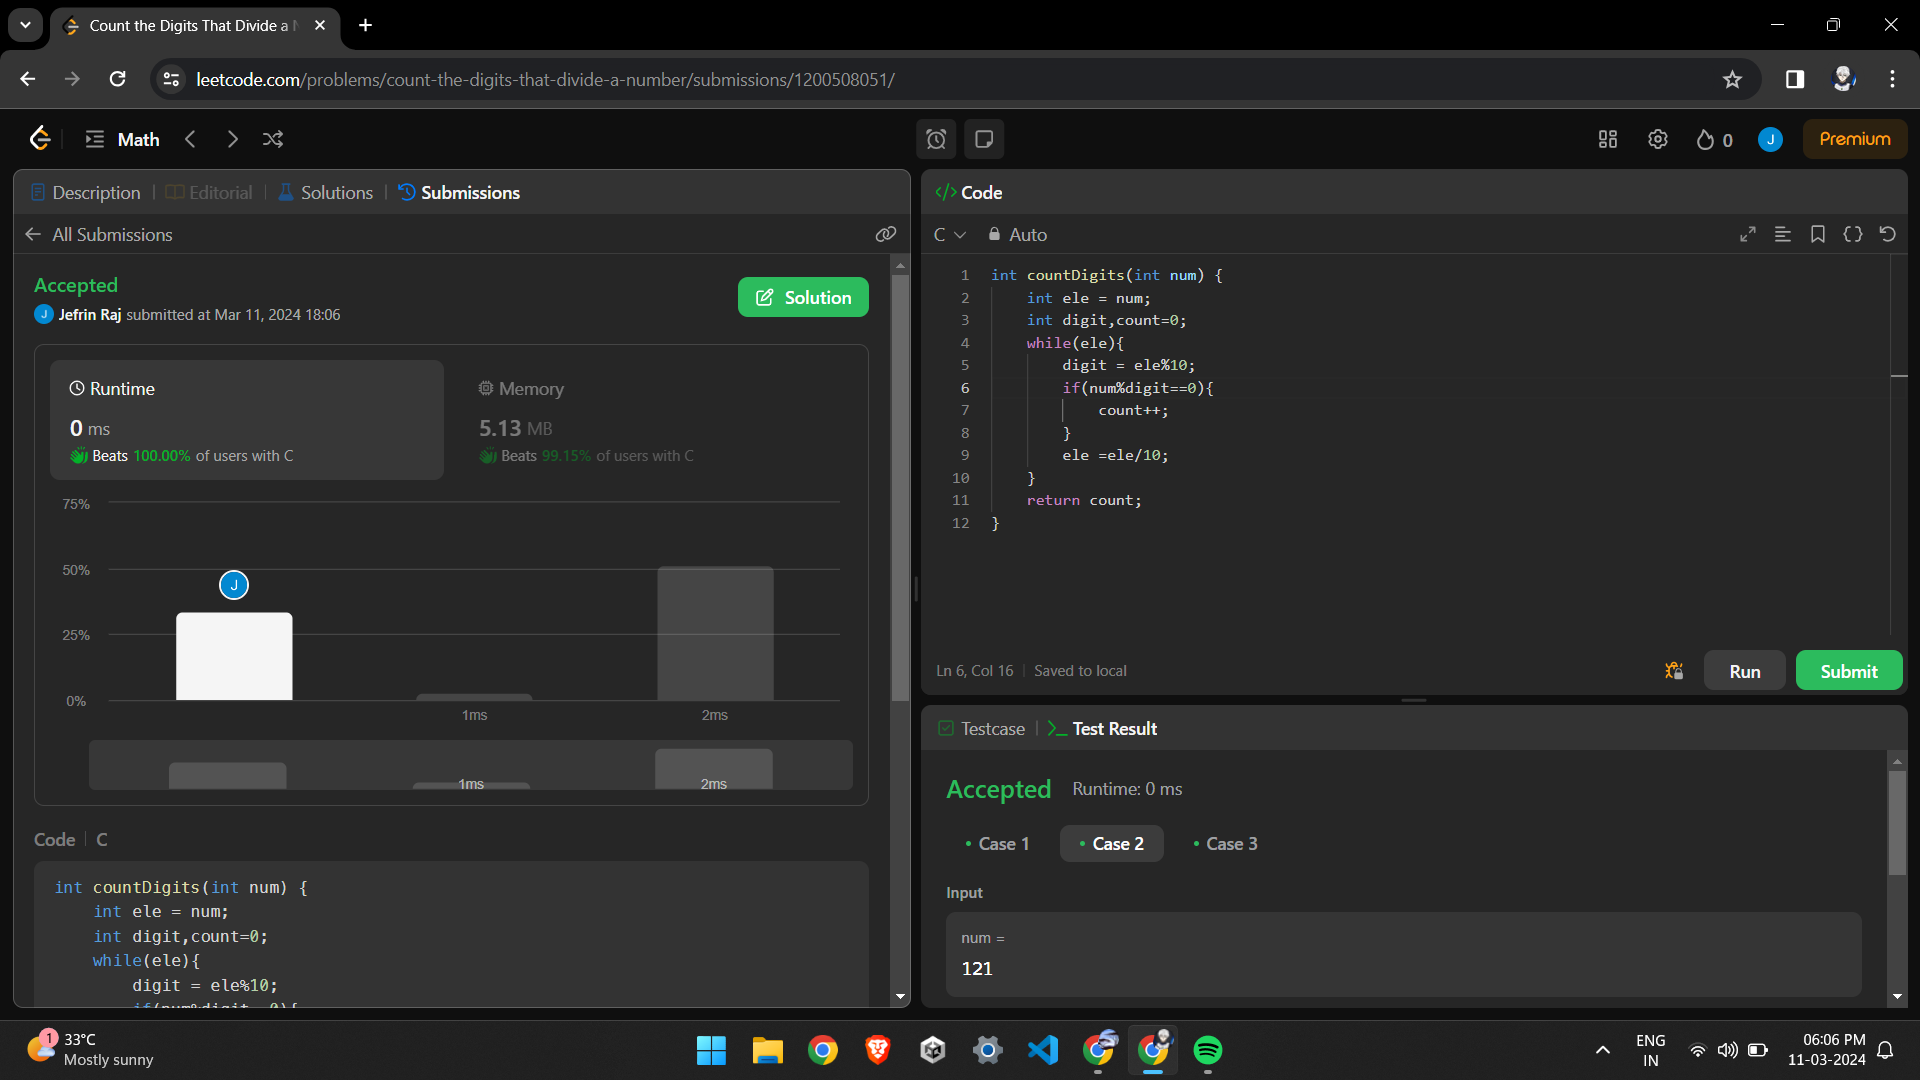 Count the Digits That Divide a N
leetcode.com/problems/count-the-digits-that-divide-a-number/submissions/1200508051/
Math
0
J
Premium
Description
Editorial
Solutions
Submissions
All Submissions
Accepted
J Jefrin Raj submitted at Mar 11, 2024 18:06
Solution
Runtime
0 ms
Beats 100.00% of users with C
Memory
5.13 MB
Beats 99.15% of users with C
75%
50%
25%
0%
J
1ms
2ms
1ms
2ms
Code | C
int countDigits(int num) {
int ele = num;
int digit,count=0;
while(ele){
digit = ele%10;
if(num%digit==0){
</> Code
C
Auto
1 int countDigits(int num) {
2 int ele = num;
3 int digit,count=0;
4 while(ele){
5 digit = ele%10;
6 if(num%digit==0){
7 count++;
8 }
9 ele =ele/10;
10 }
11 return count;
12 }
Ln 6, Col 16 | Saved to local
Run
Submit
Testcase
>_ Test Result
Accepted Runtime: 0 ms
• Case 1
• Case 2
• Case 3
Input
num =
121
1
33°C
Mostly sunny
ENG
IN
06:06 PM
11-03-2024